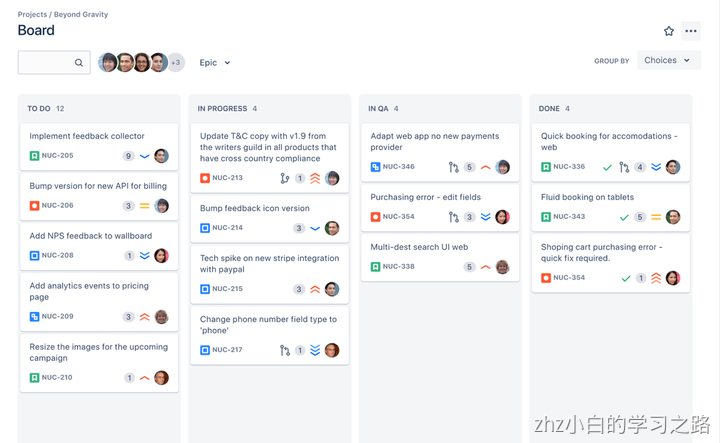 Projects / Beyond Gravity
Board
+3
Epic
GROUP BY
Choices
TO DO 12
Implement feedback collector
NUC-205
9
Bump version for new API for billing
NUC-206
3
Add NPS feedback to wallboard
NUC-208
1
Add analytics events to pricing
page
NUC-209
3
Resize the images for the upcoming
campaign
NUC-210
1
IN PROGRESS 4
Update T&C copy with v1.9 from
the writers guild in all products that
have cross country compliance
NUC-213
1
Bump feedback icon version
NUC-214
3
Tech spike on new stripe integration
with paypal
NUC-215
3
Change phone number field type to
'phone'
NUC-217
1
IN QA 4
Adapt web app no new payments
provider
NUC-346
5
Purchasing error - edit fields
NUC-354
3
Multi-dest search UI web
NUC-338
5
DONE 4
Quick booking for accomodations -
web
NUC-336
4
Fluid booking on tablets
NUC-343
5
Shoping cart purchasing error -
quick fix required.
NUC-354
1
zhz小白的学习之路